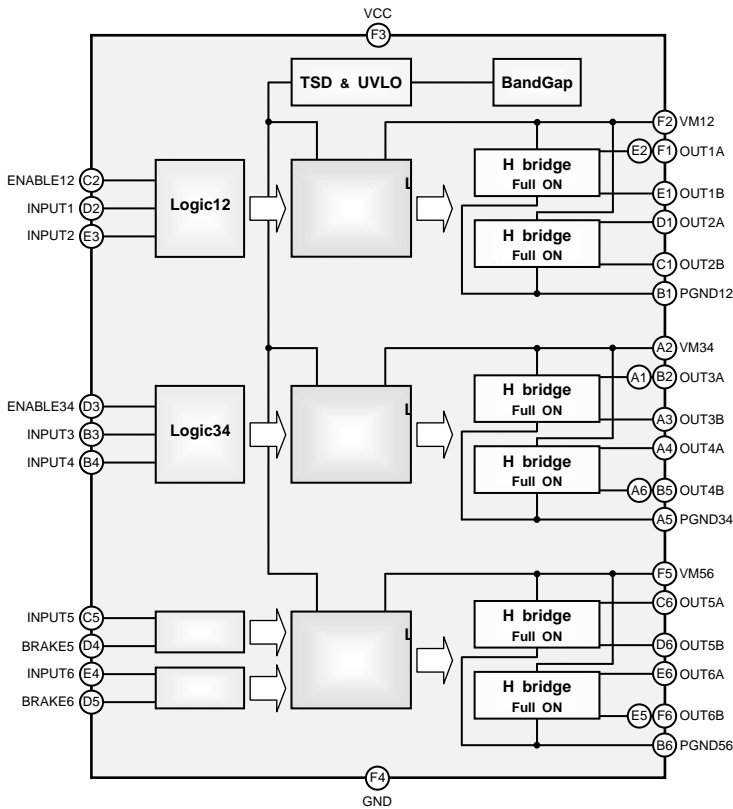 VCC
F3
TSD & UVLO
BandGap
F2 VM12
E2 F1 OUT1A
H bridge
Full ON
E1 OUT1B
ENABLE12 C2
INPUT1 D2
INPUT2 E3
Logic12
L
D1 OUT2A
H bridge
Full ON
C1 OUT2B
B1 PGND12
A2 VM34
A1 B2 OUT3A
H bridge
Full ON
A3 OUT3B
ENABLE34 D3
INPUT3 B3
INPUT4 B4
Logic34
L
A4 OUT4A
H bridge
Full ON
A6 B5 OUT4B
A5 PGND34
F5 VM56
C6 OUT5A
H bridge
Full ON
D6 OUT5B
INPUT5 C5
BRAKE5 D4
INPUT6 E4
BRAKE6 D5
L
E6 OUT6A
H bridge
Full ON
E5 F6 OUT6B
B6 PGND56
F4
GND